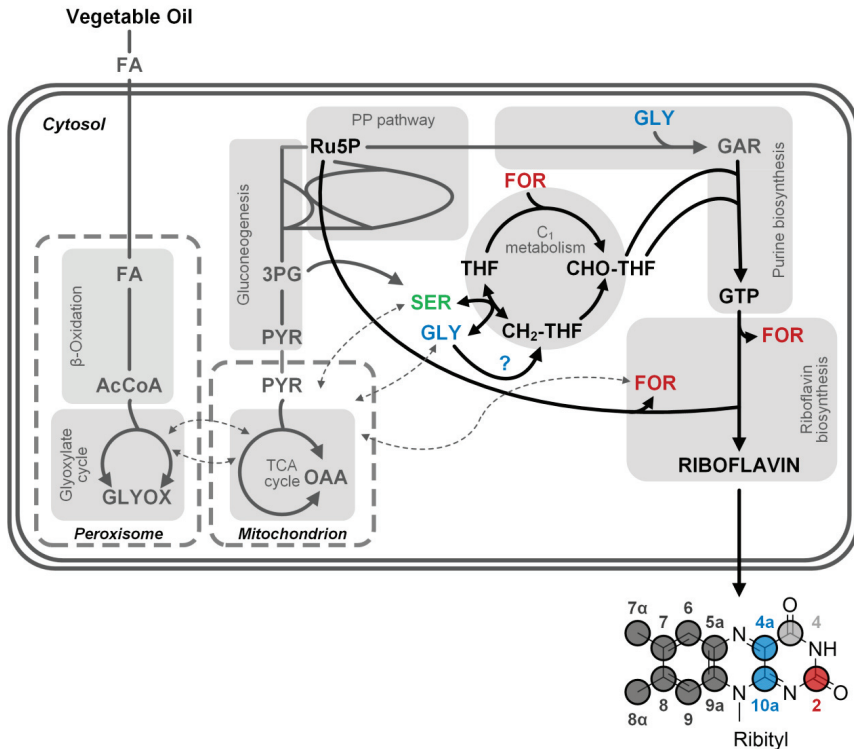 Vegetable Oil
FA
Cytosol
PP pathway
Ru5P
GLY
GAR
Purine biosynthesis
FOR
C₁
metabolism
THF
CHO-THF
Gluconeogenesis
3PG
SER
GLY
CH₂-THF
?
GTP
FOR
β-Oxidation
FA
PYR
PYR
AcCoA
FOR
Riboflavin
biosynthesis
Glyoxylate
cycle
GLYOX
TCA
cycle
OAA
RIBOFLAVIN
Peroxisome
Mitochondrion
7α 7 6 5a 4a 4
O
N
NH
O
N
N
8α 8 9 9a 10a 2
Ribityl